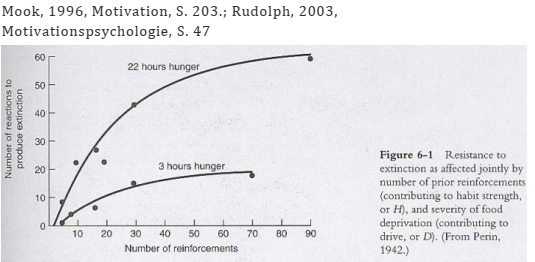 Mook, 1996, Motivation, S. 203.; Rudolph, 2003,
Motivationspsychologie, S. 47
60
50
40
30
20
10
0
Number of reactions to
produce extinction
22 hours hunger
3 hours hunger
10 20 30 40 50 60 70 80 90
Number of reinforcements
Figure 6-1 Resistance to
extinction as affected jointly by
number of prior reinforcements
(contributing to habit strength,
or H), and severity of food
deprivation (contributing to
drive, or D). (From Perin,
1942.)